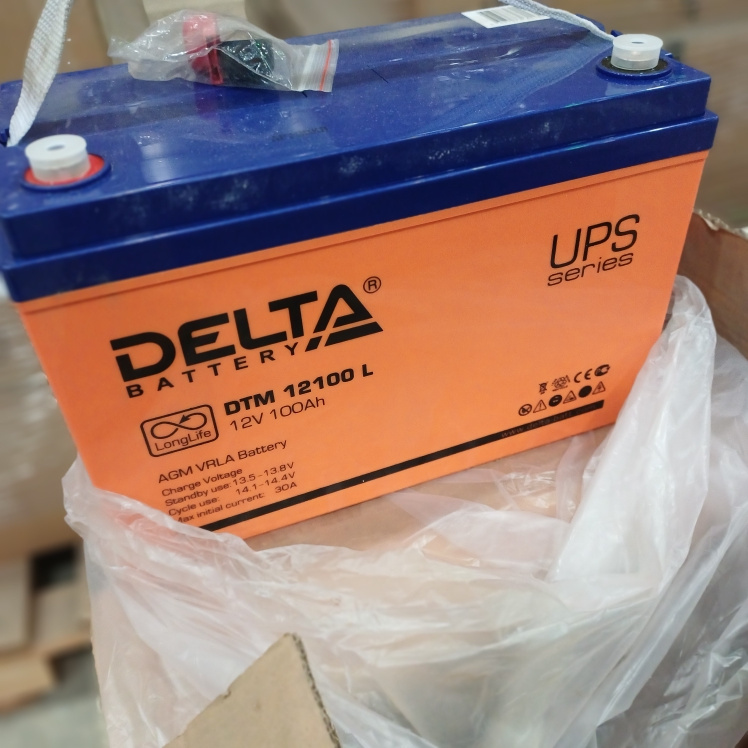 UPS
series
DELTA®
BATTERY
LongLife
DTM 12100 L
12V 100Ah
AGM VRLA Battery
Charge Voltage
Standby use: 13.5-13.8V
Cycle use: 14.1-14.4V
Max initial current: 30A
CE